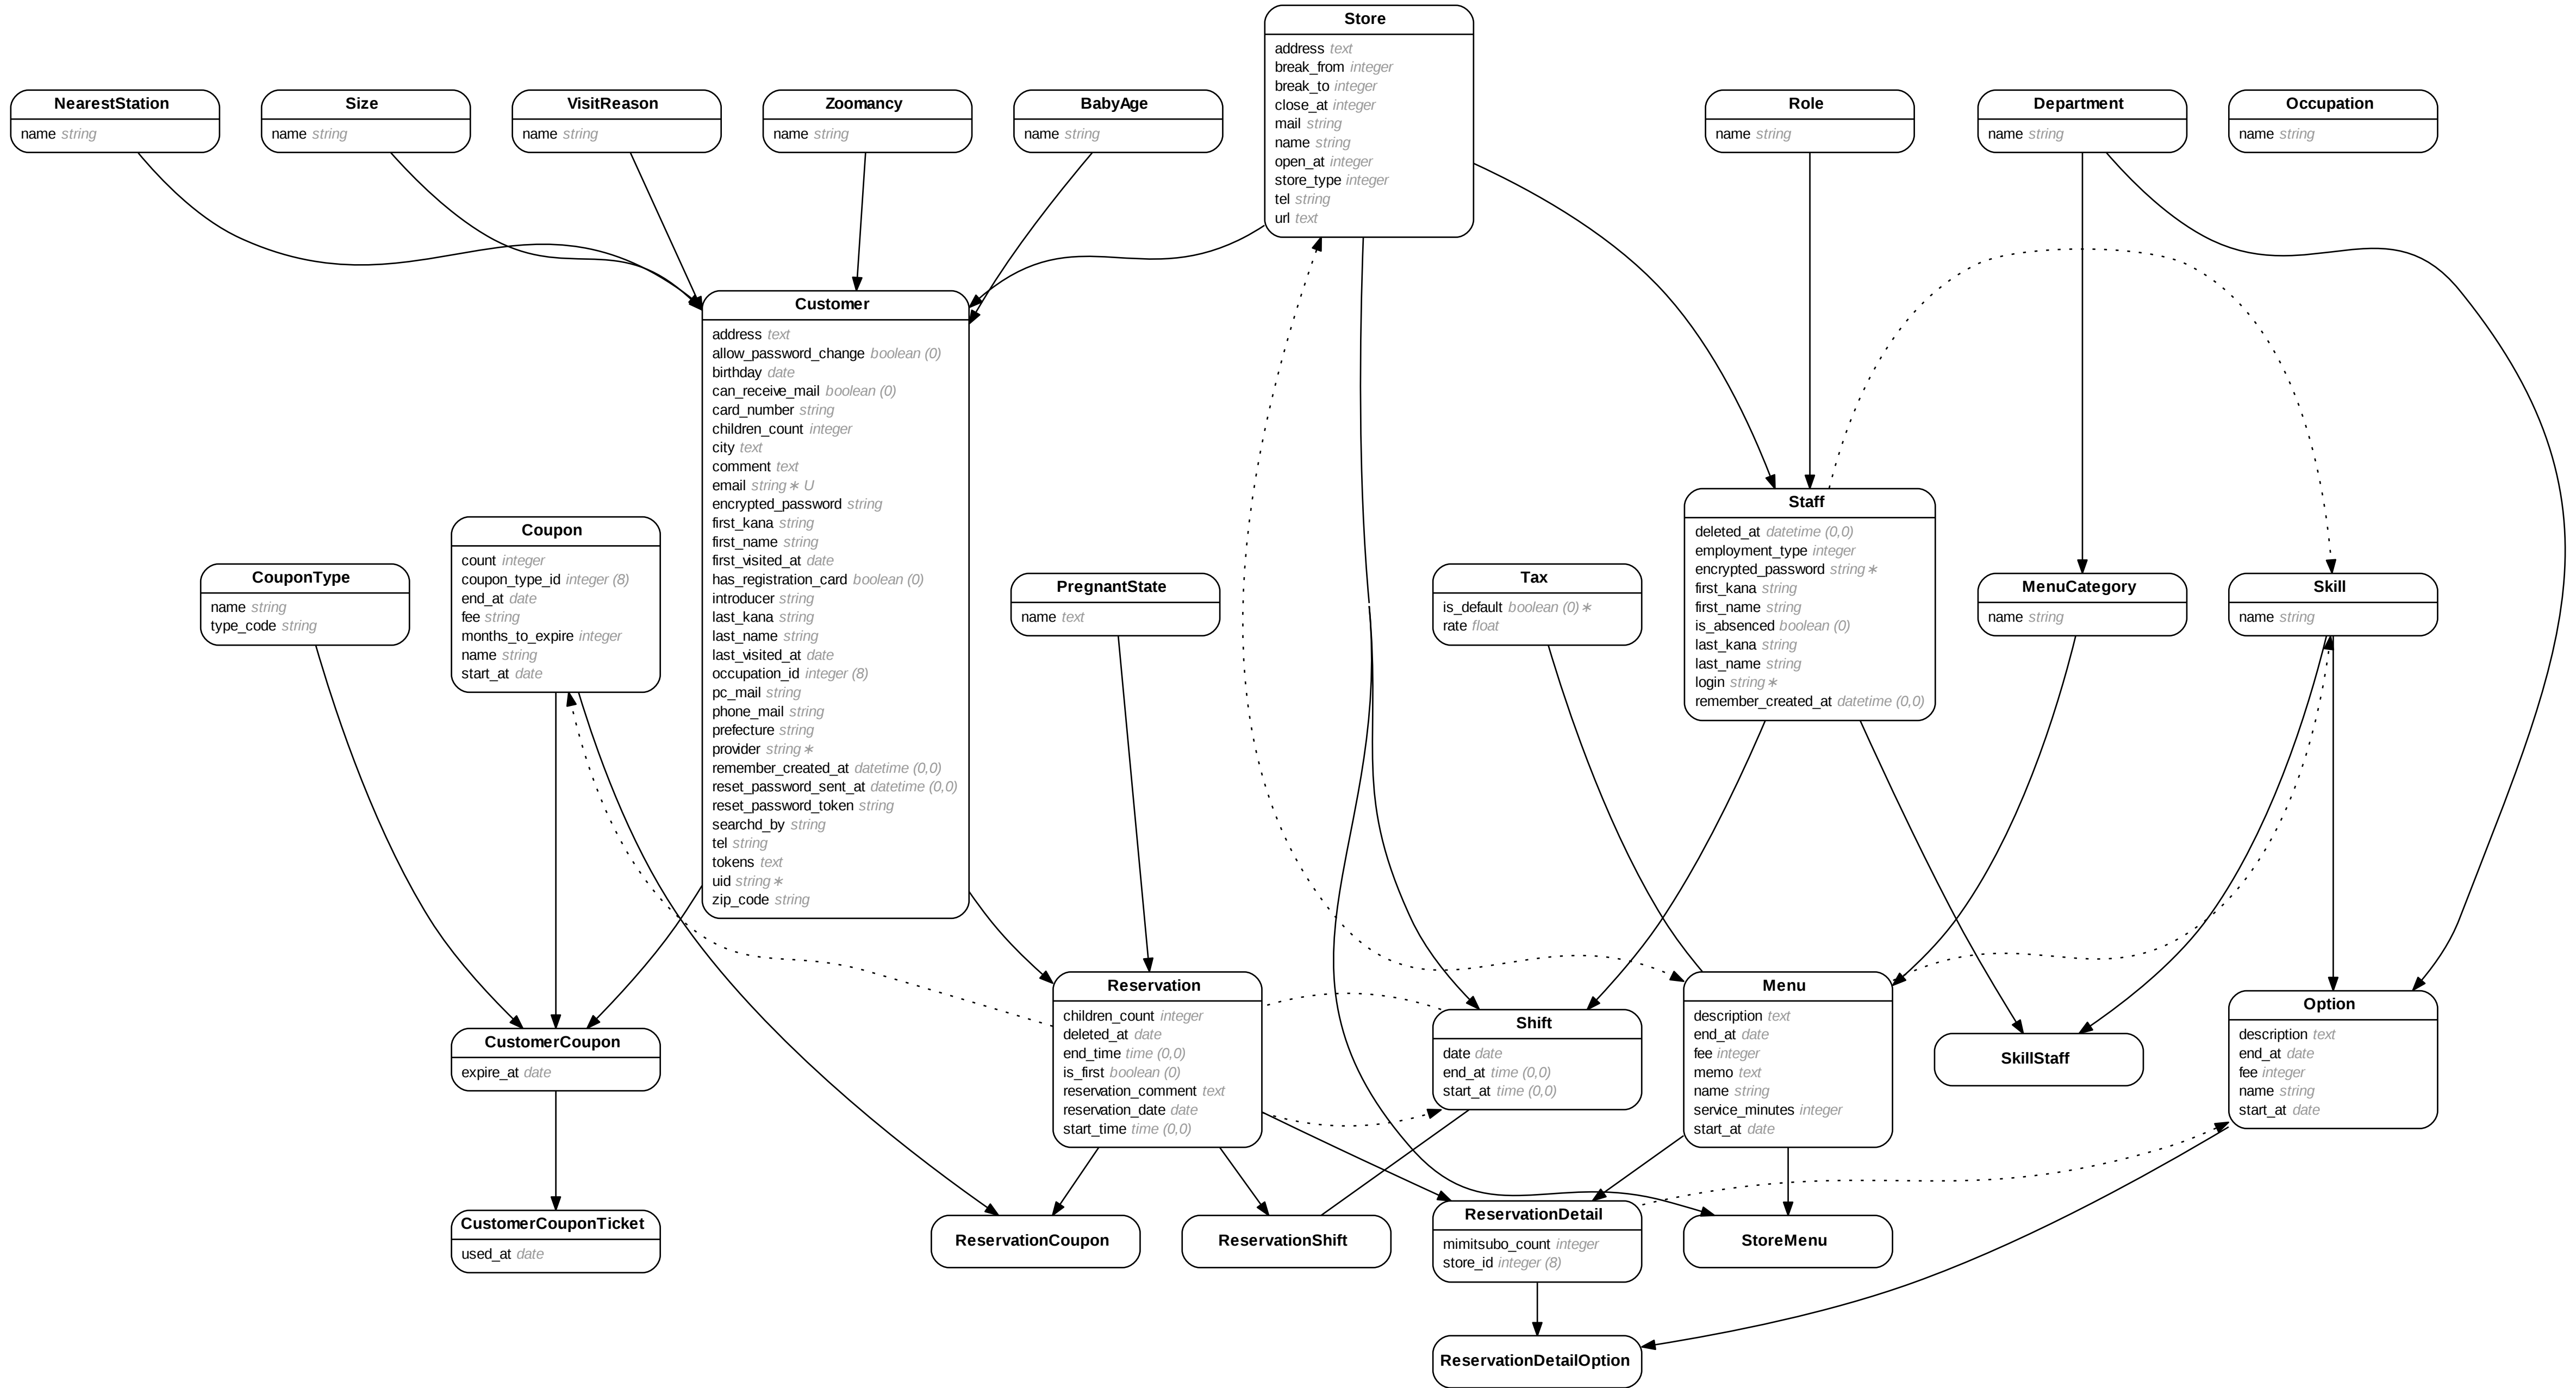 Store
address text
break_from integer
break_to integer
close_at integer
mail string
name string
open_at integer
store_type integer
tel string
url text
NearestStation
name string
Size
name string
VisitReason
name string
Zoomancy
name string
BabyAge
name string
Role
name string
Department
name string
Occupation
name string
Customer
address text
allow_password_change boolean (0)
birthday date
can_receive_mail boolean (0)
card_number string
children_count integer
city text
comment text
email string∗ U
encrypted_password string
first_kana string
first_name string
first_visited_at date
has_registration_card boolean (0)
introducer string
last_kana string
last_name string
last_visited_at date
occupation_id integer (8)
pc_mail string
phone_mail string
prefecture string
provider string∗
remember_created_at datetime (0,0)
reset_password_sent_at datetime (0,0)
reset_password_token string
searchd_by string
tel string
tokens text
uid string∗
zip_code string
Staff
deleted_at datetime (0,0)
employment_type integer
encrypted_password string∗
first_kana string
first_name string
is_absenced boolean (0)
last_kana string
last_name string
login string∗
remember_created_at datetime (0,0)
Coupon
count integer
coupon_type_id integer (8)
end_at date
fee string
months_to_expire integer
name string
start_at date
CouponType
name string
type_code string
PregnantState
name text
Tax
is_default boolean (0)∗
rate float
MenuCategory
name string
Skill
name string
CustomerCoupon
expire_at date
Reservation
children_count integer
deleted_at date
end_time time (0,0)
is_first boolean (0)
reservation_comment text
reservation_date date
start_time time (0,0)
Shift
date date
end_at time (0,0)
start_at time (0,0)
Menu
description text
end_at date
fee integer
memo text
name string
service_minutes integer
start_at date
SkillStaff
Option
description text
end_at date
fee integer
name string
start_at date
CustomerCouponTicket
used_at date
ReservationCoupon
ReservationShift
ReservationDetail
mimitsubo_count integer
store_id integer (8)
StoreMenu
ReservationDetailOption